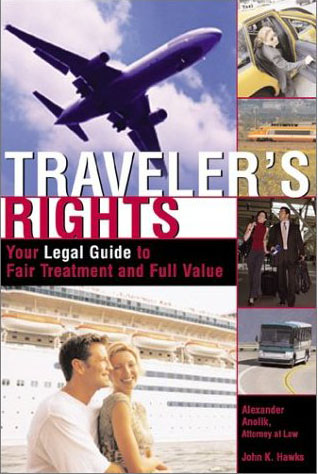 TRAVELER'S
RIGHTS
Your Legal Guide to
Fair Treatment and Full Value
Alexander
Anolik,
Attorney at Law
John K. Hawks